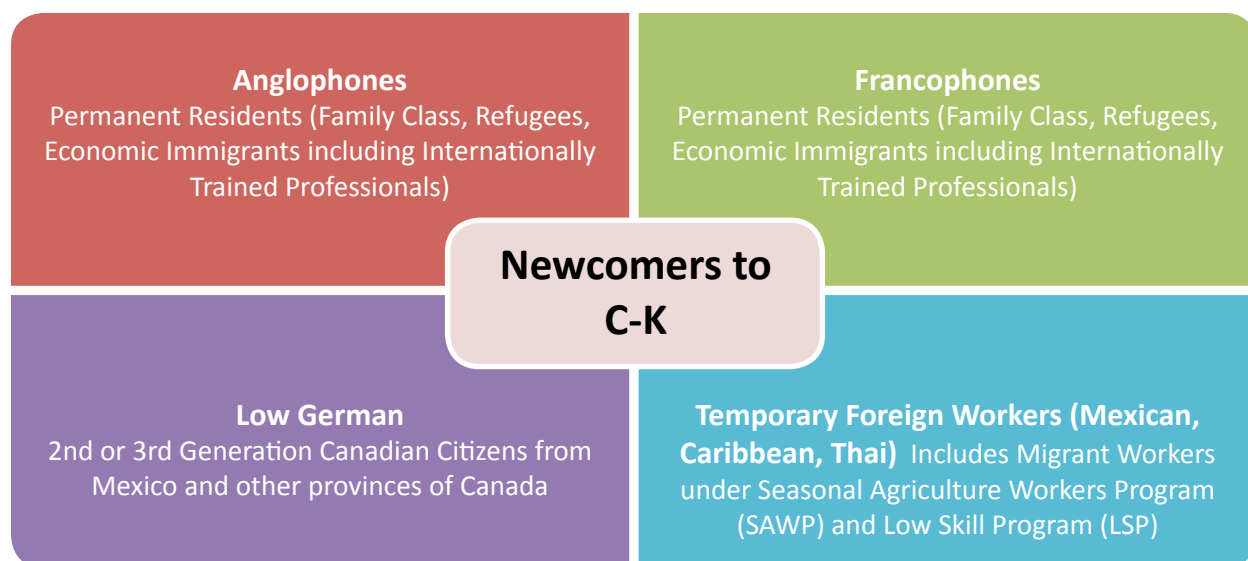 Anglophones
Permanent Residents (Family Class, Refugees,
Economic Immigrants including Internationally
Trained Professionals)
Francophones
Permanent Residents (Family Class, Refugees,
Economic Immigrants including Internationally
Trained Professionals)
Newcomers to
C-K
Low German
2nd or 3rd Generation Canadian Citizens from
Mexico and other provinces of Canada
Temporary Foreign Workers (Mexican,
Caribbean, Thai) Includes Migrant Workers
under Seasonal Agriculture Workers Program
(SAWP) and Low Skill Program (LSP)